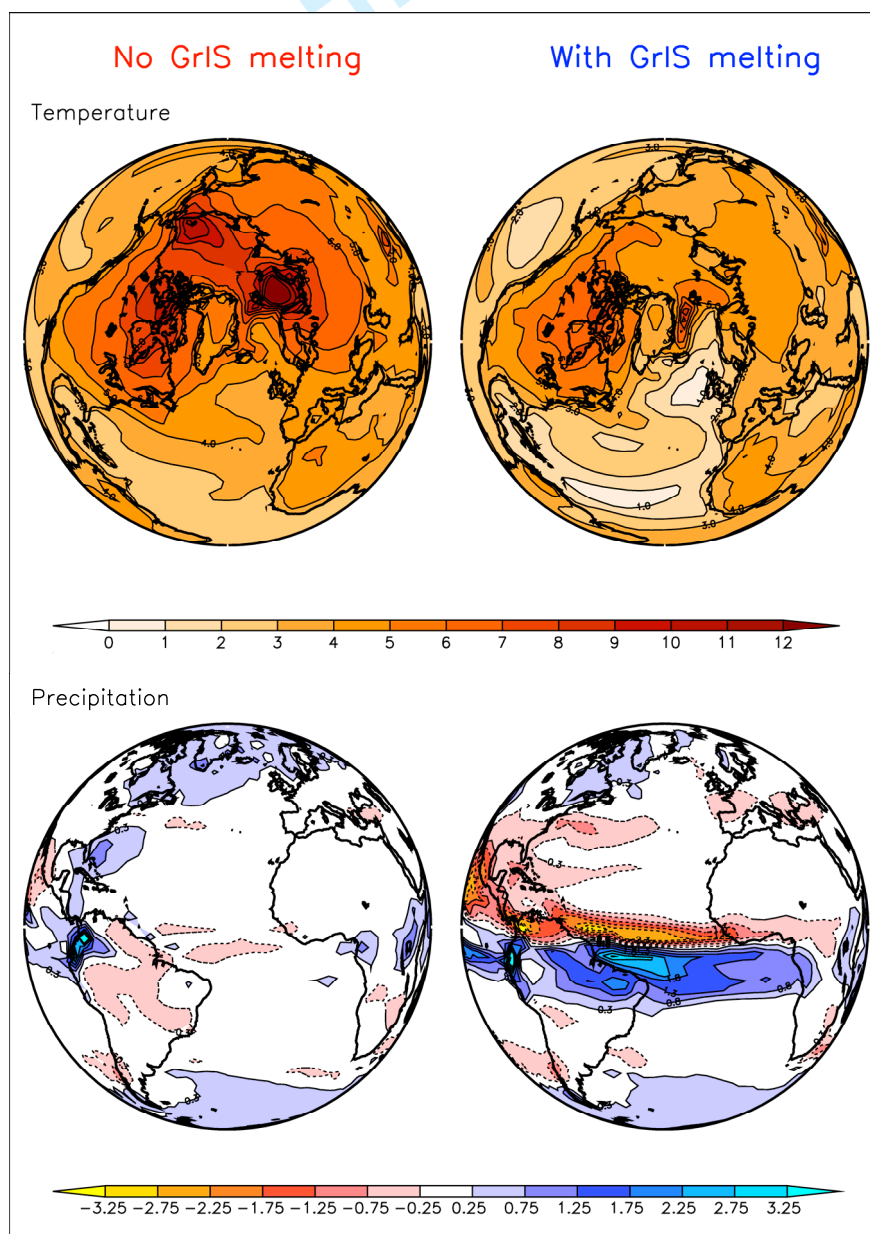 No GrIS melting With GrIS melting
Temperature
0 1 2 3 4 5 6 7 8 9 10 11 12
Precipitation
−3.25 −2.75 −2.25 −1.75 −1.25 −0.75 −0.25 0.25 0.75 1.25 1.75 2.25 2.75 3.25